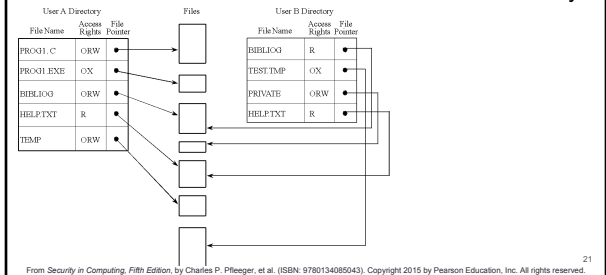 User A Directory
File Name Access Rights File Pointer
PROG1.C ORW
PROG1.EXE OX
BIBLIOG ORW
HELP.TXT R
TEMP ORW
Files
User B Directory
File Name Access Rights File Pointer
BIBLIOG R
TEST.TMP OX
PRIVATE ORW
HELP.TXT R
21
From Security in Computing, Fifth Edition, by Charles P. Pfleeger, et al. (ISBN: 9780134085043). Copyright 2015 by Pearson Education, Inc. All rights reserved.